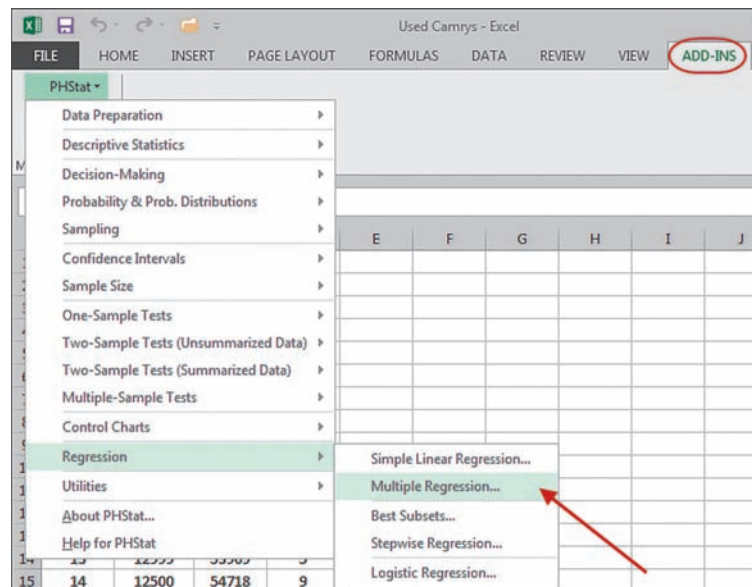 Used Camrys - Excel
FILE HOME INSERT PAGE LAYOUT FORMULAS DATA REVIEW VIEW ADD-INS
PHStat
Data Preparation
Descriptive Statistics
Decision-Making
Probability & Prob. Distributions
Sampling
Confidence Intervals
Sample Size
One-Sample Tests
Two-Sample Tests (Unsummarized Data)
Two-Sample Tests (Summarized Data)
Multiple-Sample Tests
Control Charts
Regression
Utilities
About PHStat...
Help for PHStat
E F G H I J
Simple Linear Regression...
Multiple Regression...
Best Subsets...
Stepwise Regression...
Logistic Regression...
15 14 12500 54718 9